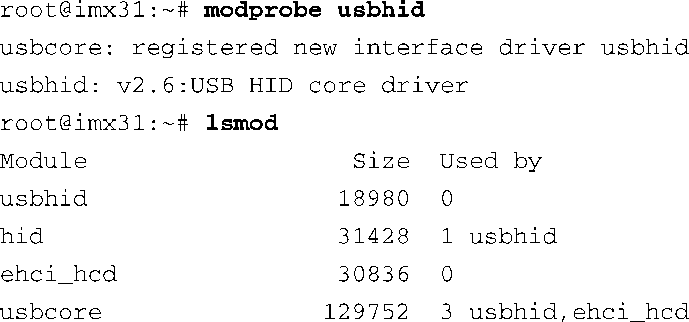 root@imx31:~# modprobe usbhid
usbcore: registered new interface driver usbhid
usbhid: v2.6:USB HID core driver
root@imx31:~# lsmod
Module                  Size  Used by
usbhid                 18980  0
hid                    31428  1 usbhid
ehci_hcd               30836  0
usbcore               129752  3 usbhid,ehci_hcd